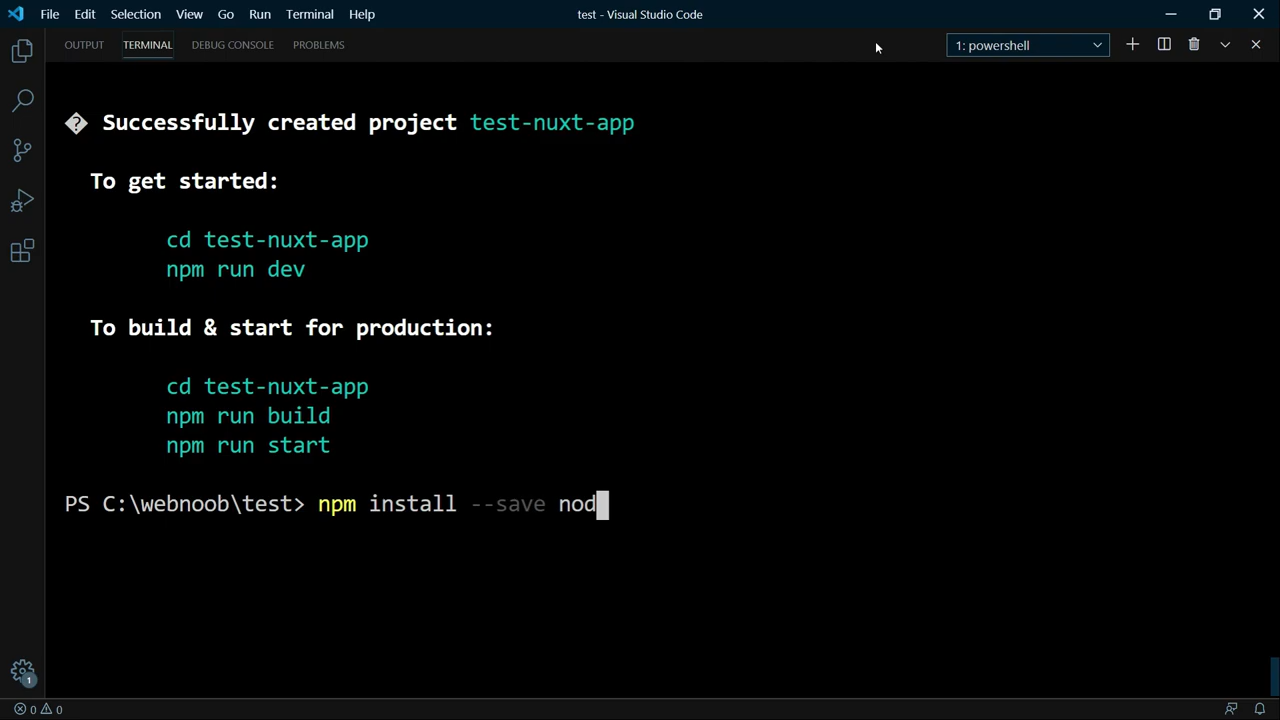 File Edit Selection View Go Run Terminal Help test - Visual Studio Code
OUTPUT TERMINAL DEBUG CONSOLE PROBLEMS 1: powershell
� Successfully created project test-nuxt-app
To get started:
cd test-nuxt-app
npm run dev
To build & start for production:
cd test-nuxt-app
npm run build
npm run start
PS C:\webnoob\test> npm install --save nod
1
0 0